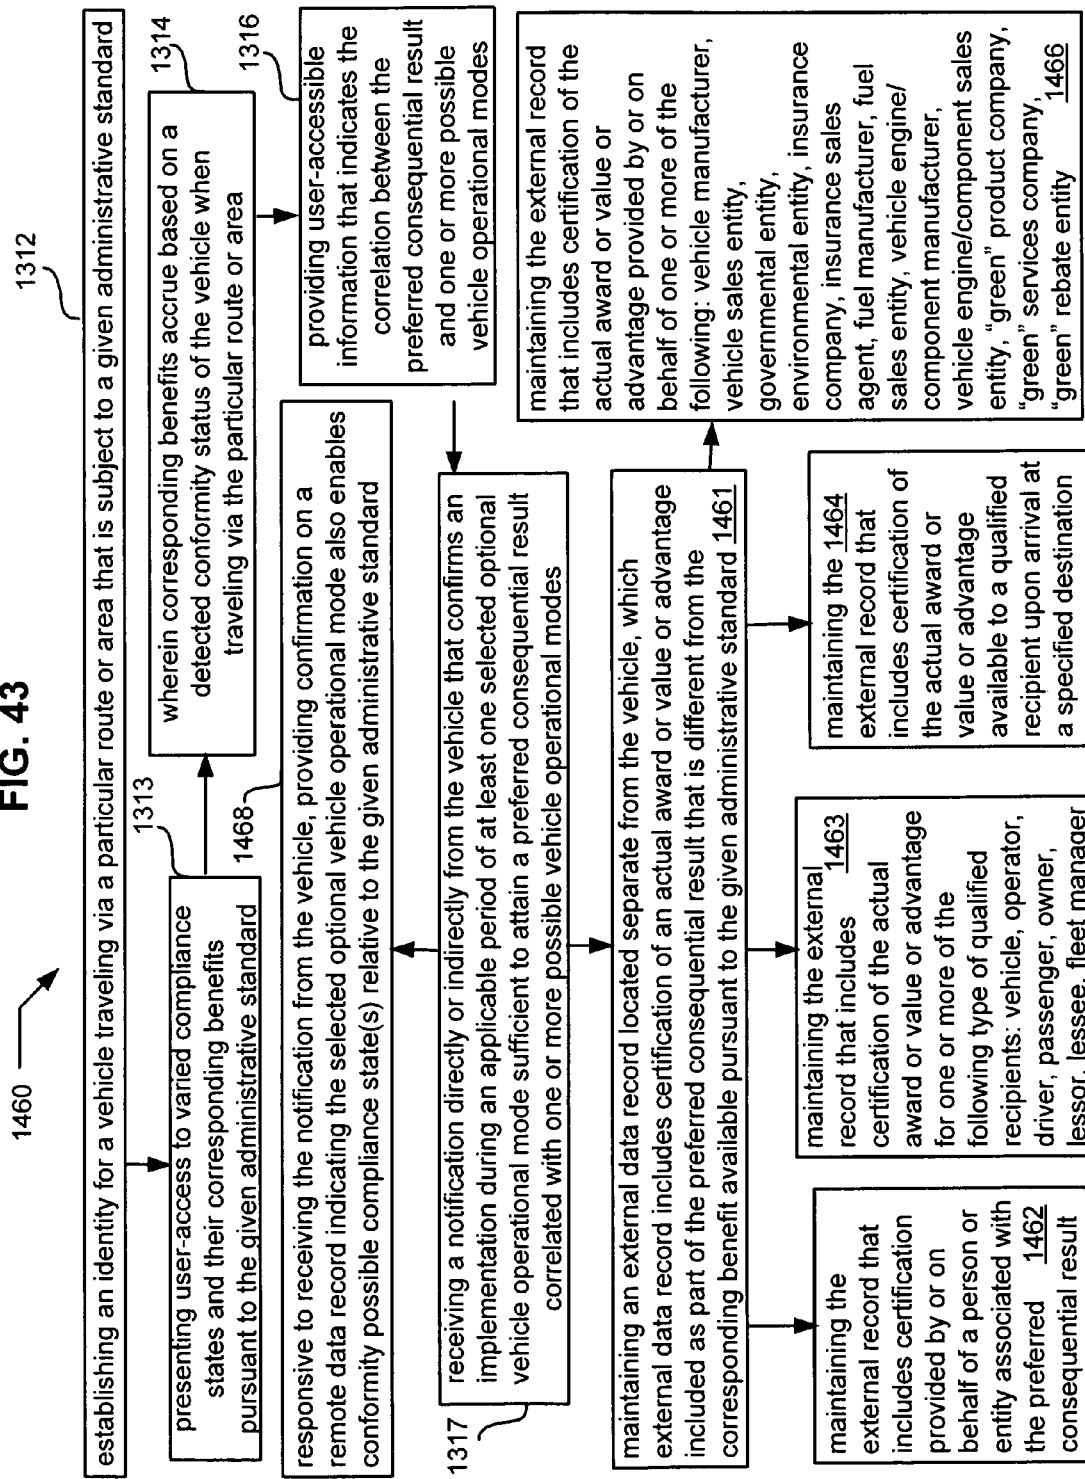 FIG. 43
1460
1312
establishing an identity for a vehicle traveling via a particular route or area that is subject to a given administrative standard
1313
presenting user-access to varied compliance
states and their corresponding benefits
pursuant to the given administrative standard
1314
wherein corresponding benefits accrue based on a
detected conformity status of the vehicle when
traveling via the particular route or area
1316
providing user-accessible
information that indicates the
correlation between the
preferred consequential result
and one or more possible
vehicle operational modes
1468
responsive to receiving the notification from the vehicle, providing confirmation on a
remote data record indicating the selected optional vehicle operational mode also enables
conformity possible compliance state(s) relative to the given administrative standard
1317
receiving a notification directly or indirectly from the vehicle that confirms an
implementation during an applicable period of at least one selected optional
vehicle operational mode sufficient to attain a preferred consequential result
correlated with one or more possible vehicle operational modes
maintaining an external data record located separate from the vehicle, which
external data record includes certification of an actual award or value or advantage
included as part of the preferred consequential result that is different from the
corresponding benefit available pursuant to the given administrative standard 1461
maintaining the
external record that
includes certification
provided by or on
behalf of a person or
entity associated with
the preferred 1462
consequential result
maintaining the external
record that includes 1463
certification of the actual
award or value or advantage
for one or more of the
following type of qualified
recipients: vehicle, operator,
driver, passenger, owner,
lessor, lessee, fleet manager
maintaining the 1464
external record that
includes certification of
the actual award or
value or advantage
available to a qualified
recipient upon arrival at
a specified destination
maintaining the external record
that includes certification of the
actual award or value or
advantage provided by or on
behalf of one or more of the
following: vehicle manufacturer,
vehicle sales entity,
governmental entity,
environmental entity, insurance
company, insurance sales
agent, fuel manufacturer, fuel
sales entity, vehicle engine/
component manufacturer,
vehicle engine/component sales
entity, "green" product company,
"green" services company,
"green" rebate entity 1466